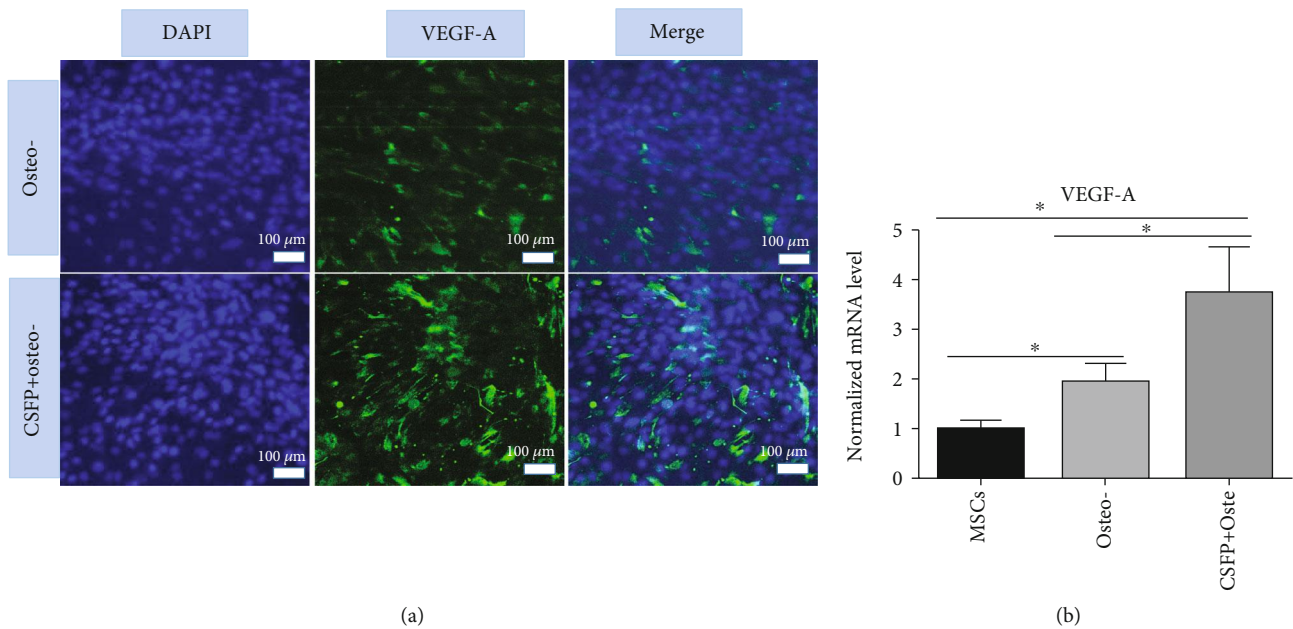 DAPI
VEGF-A
Merge
Osteo-
100 μm
100 μm
100 μm
CSFP+osteo-
100 μm
100 μm
100 μm
(a)
VEGF-A
*
*
*
Normalized mRNA level
5
4
3
2
1
0
MSCs
Osteo-
CSFP+Oste
(b)